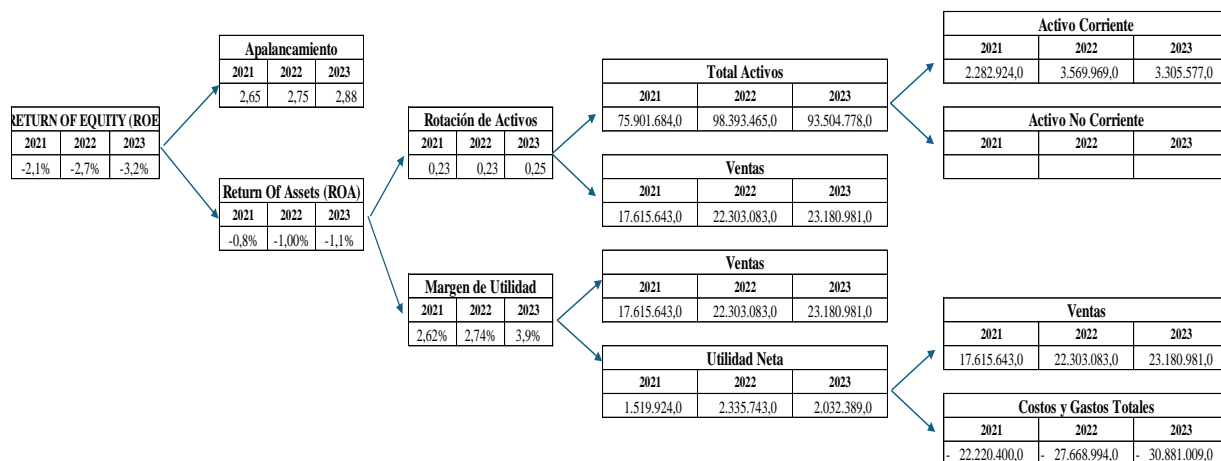 Activo Corriente
2021 2022 2023
2.282.924,0 3.569.969,0 3.305.577,0
Apalancamiento
2021 2022 2023
2,65 2,75 2,88
Total Activos
2021 2022 2023
75.901.684,0 98.393.465,0 93.504.778,0
RETURN OF EQUITY (ROE
2021 2022 2023
-2,1% -2,7% -3,2%
Rotación de Activos
2021 2022 2023
0,23 0,23 0,25
Activo No Corriente
2021 2022 2023
Ventas
2021 2022 2023
17.615.643,0 22.303.083,0 23.180.981,0
Return Of Assets (ROA)
2021 2022 2023
-0,8% -1,00% -1,1%
Ventas
2021 2022 2023
17.615.643,0 22.303.083,0 23.180.981,0
Margen de Utilidad
2021 2022 2023
2,62% 2,74% 3,9%
Ventas
2021 2022 2023
17.615.643,0 22.303.083,0 23.180.981,0
Utilidad Neta
2021 2022 2023
1.519.924,0 2.335.743,0 2.032.389,0
Costos y Gastos Totales
2021 2022 2023
- 22.220.400,0 - 27.668.994,0 - 30.881.009,0